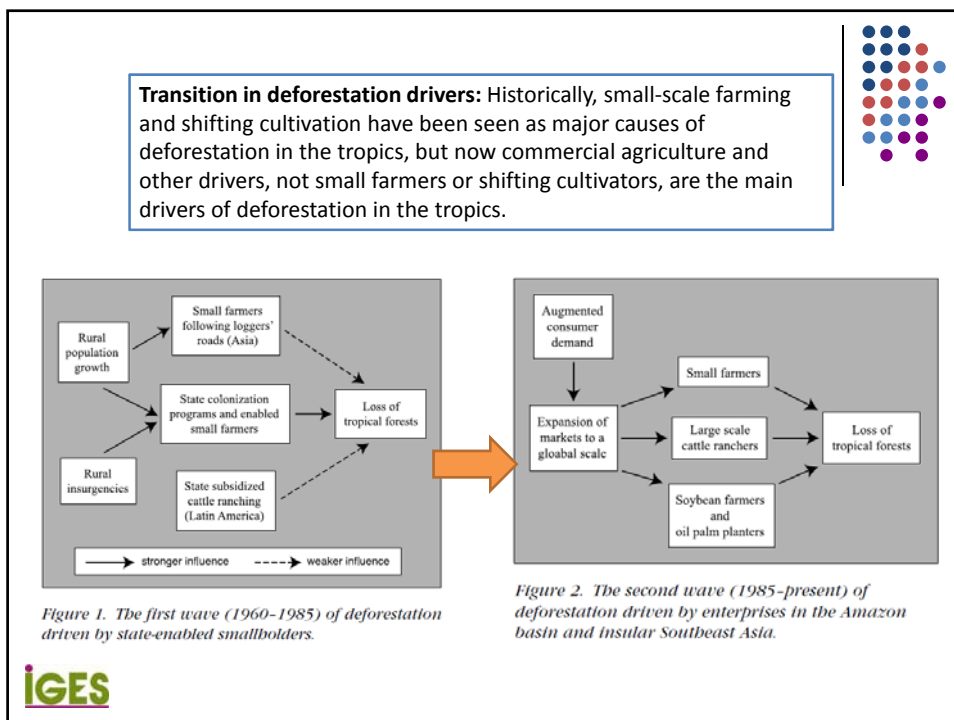 Transition in deforestation drivers: Historically, small-scale farming
and shifting cultivation have been seen as major causes of
deforestation in the tropics, but now commercial agriculture and
other drivers, not small farmers or shifting cultivators, are the main
drivers of deforestation in the tropics.
Rural
population
growth
Rural
insurgencies
Small farmers
following loggers'
roads (Asia)
State colonization
programs and enabled
small farmers
State subsidized
cattle ranching
(Latin America)
Loss of
tropical forests
stronger influence
weaker influence
Figure 1. The first wave (1960–1985) of deforestation
driven by state-enabled smallholders.
Augmented
consumer
demand
Expansion of
markets to a
gloabal scale
Small farmers
Large scale
cattle ranchers
Soybean farmers
and
oil palm planters
Loss of
tropical forests
Figure 2. The second wave (1985–present) of
deforestation driven by enterprises in the Amazon
basin and insular Southeast Asia.
iGES